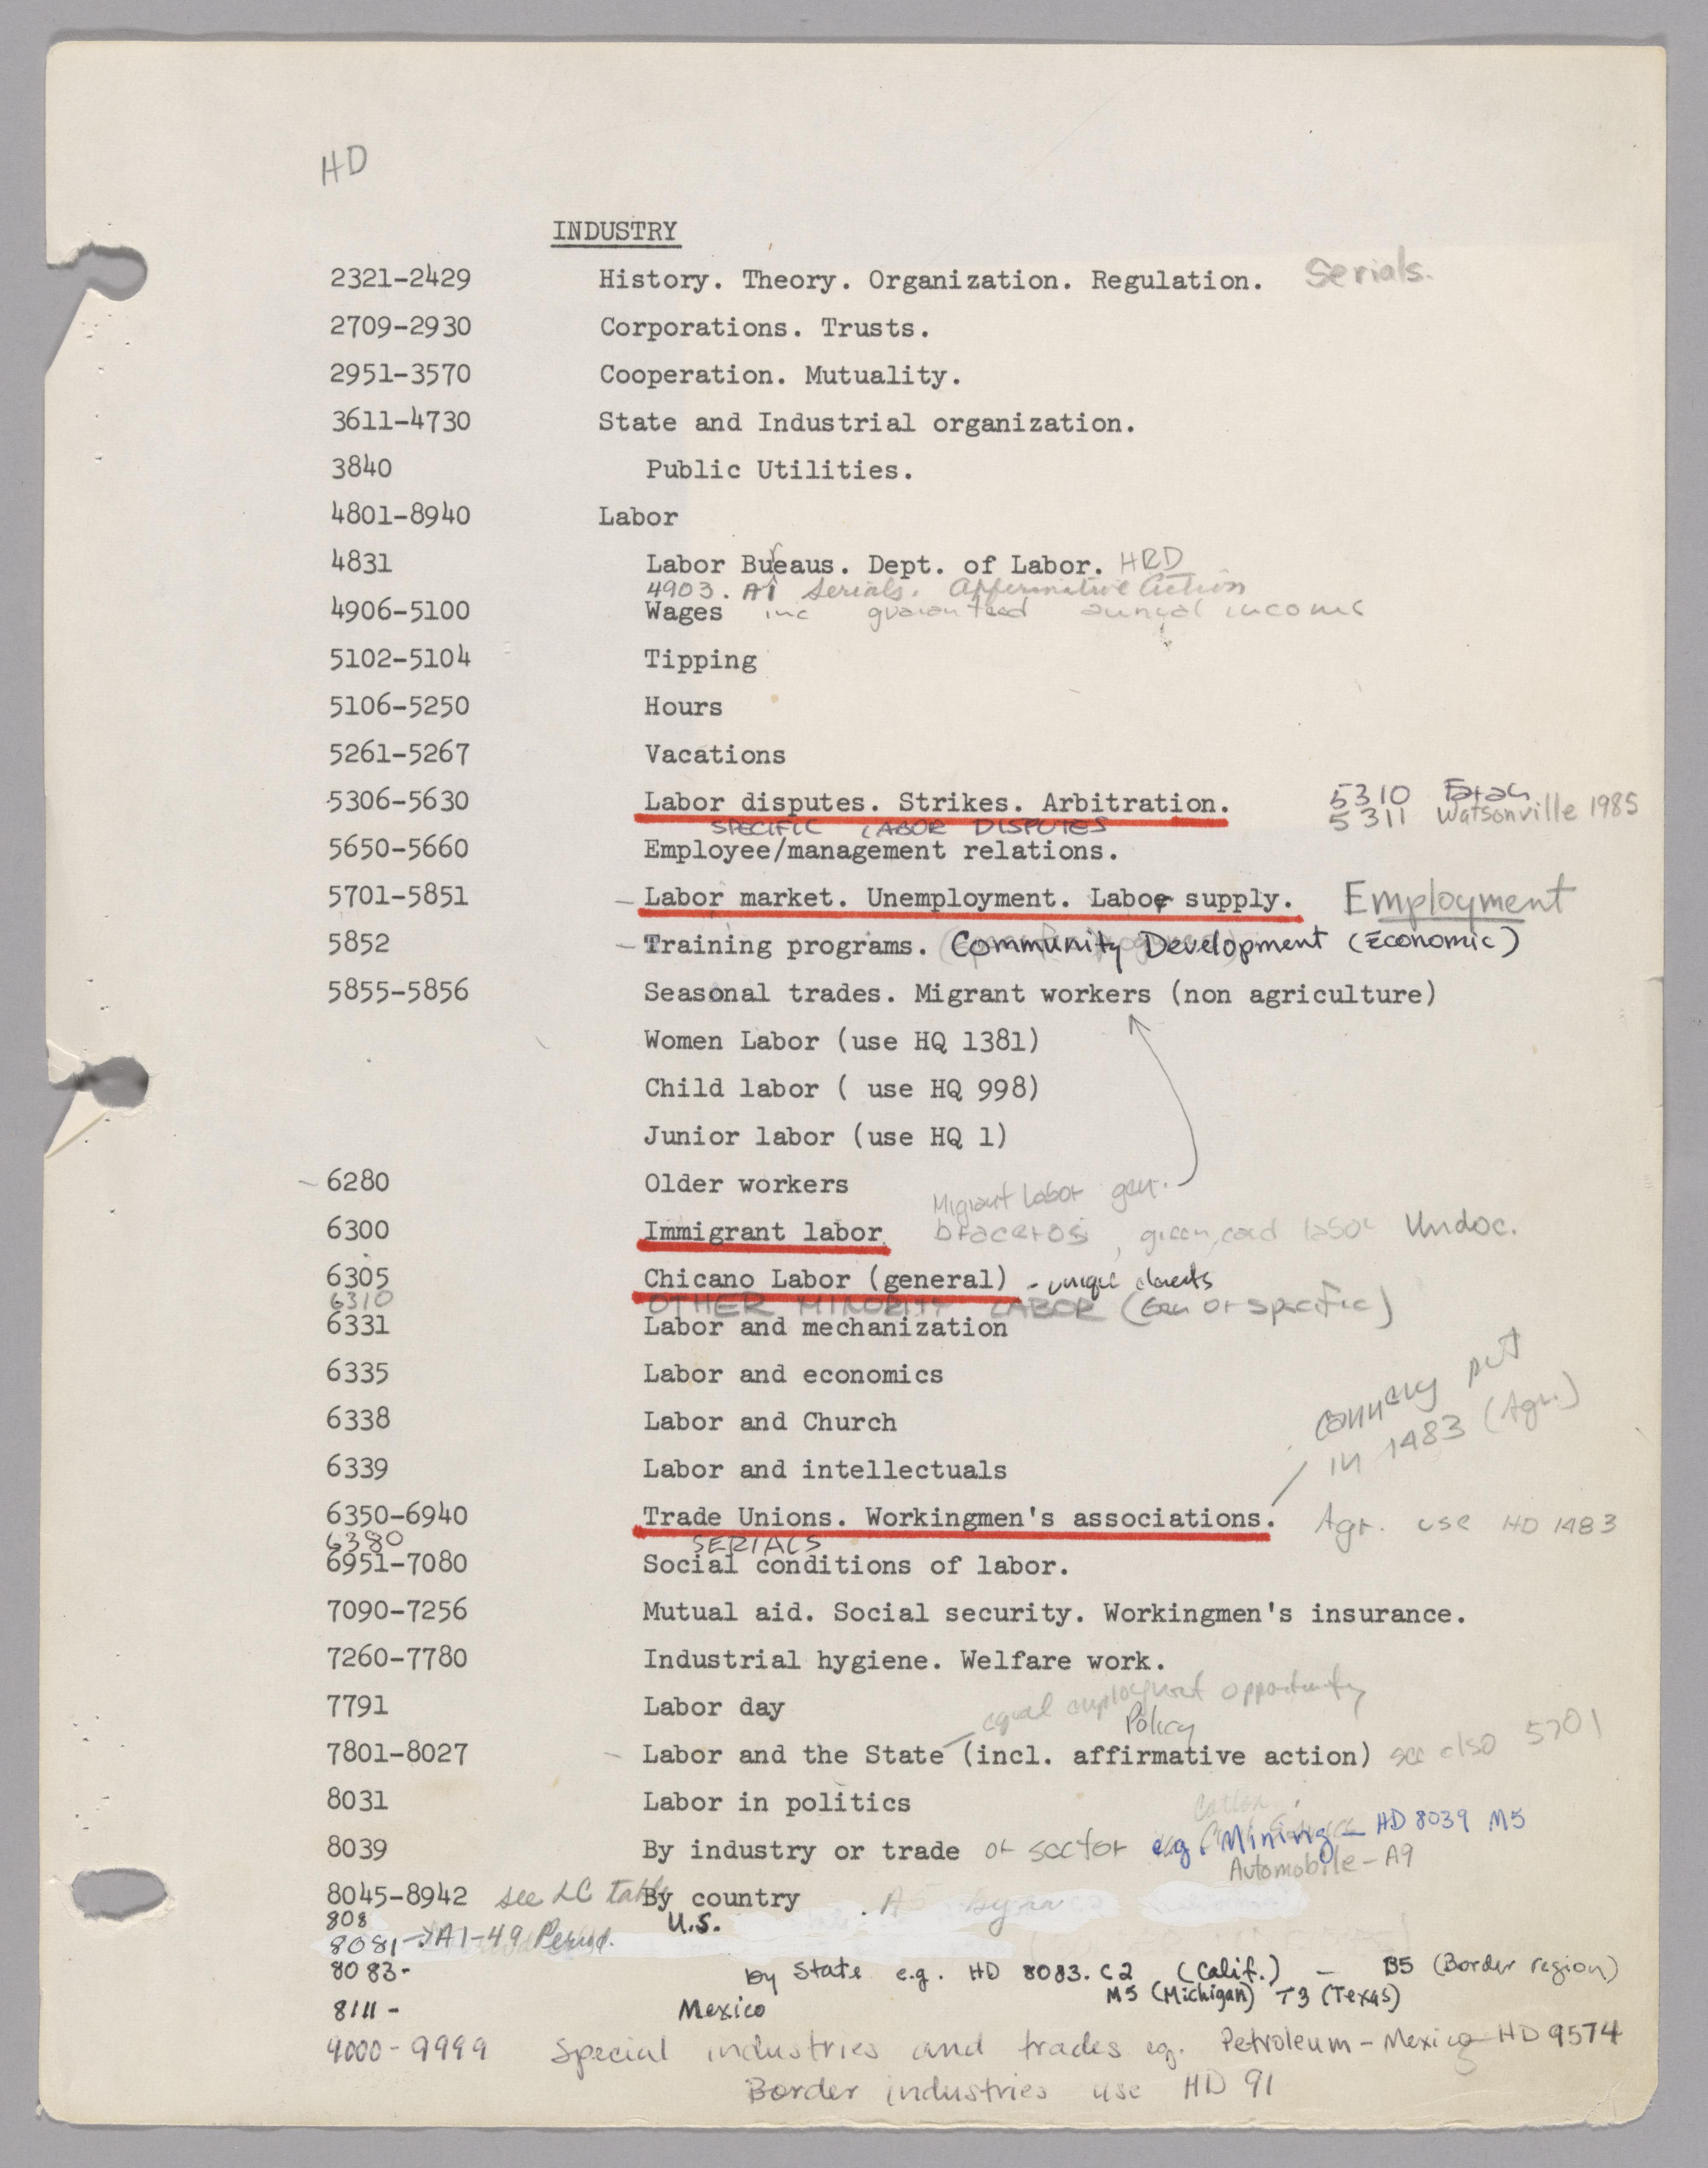 HD
INDUSTRY
2321-2429 History. Theory. Organization. Regulation. Serials.
2709-2930 Corporations. Trusts.
2951-3570 Cooperation. Mutuality.
3611-4730 State and Industrial organization.
3840 Public Utilities.
4801-8940 Labor
4831 Labor Bureaus. Dept. of Labor. HRD
4903. A1 Serials. Affirmative Action
4906-5100 Wages inc guaranteed annual income
5102-5104 Tipping
5106-5250 Hours
5261-5267 Vacations
5306-5630 Labor disputes. Strikes. Arbitration. 5310 Farah
SPECIFIC LABOR DISPUTES 5311 Watsonville 1985
5650-5660 Employee/management relations.
5701-5851 Labor market. Unemployment. Labor supply. Employment
5852 Training programs. Community Development (Economic)
5855-5856 Seasonal trades. Migrant workers (non agriculture)
Women Labor (use HQ 1381)
Child labor ( use HQ 998)
Junior labor (use HQ 1)
6280 Older workers
Migrant Labor gen.
6300 Immigrant labor braceros, green card labor Undoc.
6305 Chicano Labor (general) - unique
6310 OTHER MINORITY LABOR (Gen or specific)
6331 Labor and mechanization
6335 Labor and economics
6338 Labor and Church
cannery put
in 1483 (Agr.)
6339 Labor and intellectuals
6350-6940 Trade Unions. Workingmen's associations. Agr. use HD 1483
6380 SERIALS
6951-7080 Social conditions of labor.
7090-7256 Mutual aid. Social security. Workingmen's insurance.
7260-7780 Industrial hygiene. Welfare work.
7791 Labor day
equal employment opportunity
Policy
7801-8027 Labor and the State (incl. affirmative action) see also 5701
8031 Labor in politics
Cotton
8039 By industry or trade or sector e.g. Mining - HD 8039 M5
Automobile - A9
8045-8942 see LC table By country
808 U.S.
8081 → A1-49 Period.
8083- by State e.g. HD 8083. C2 (Calif.) - B5 (Border region)
M5 (Michigan) T3 (Texas)
8111- Mexico
9000-9999 Special industries and trades eg. Petroleum - Mexico HD 9574
Border industries use HD 91